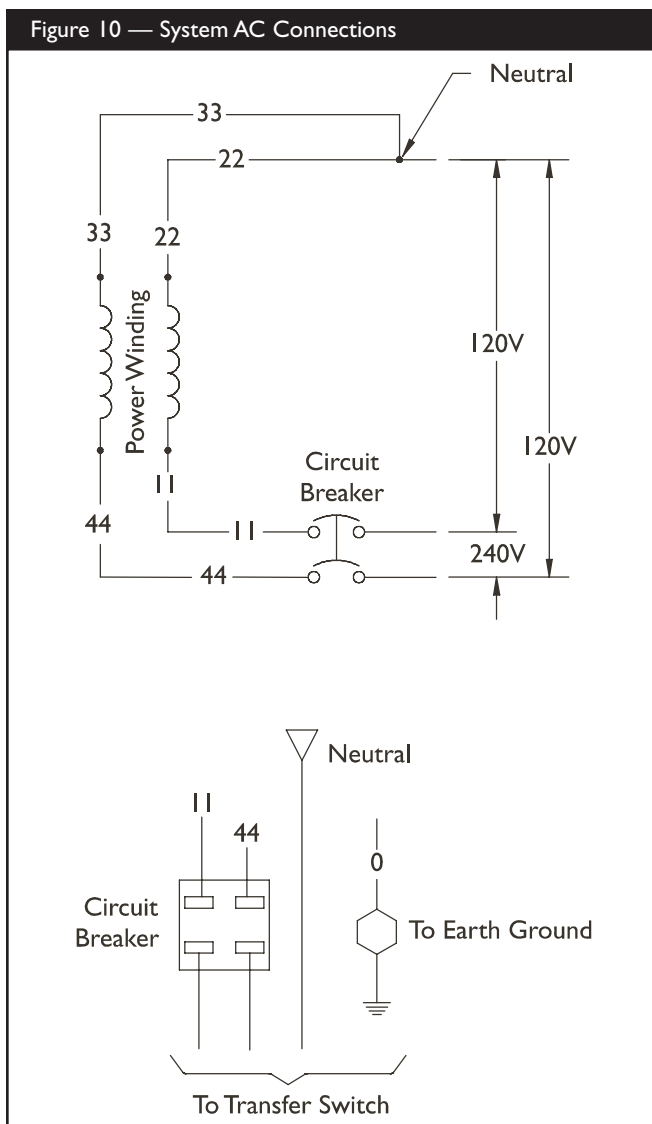 Figure 10 — System AC Connections
Neutral
33
22
33
22
Power Winding
120V
120V
Circuit
Breaker
11
44
11
240V
44
Neutral
11
44
0
Circuit
Breaker
To Earth Ground
To Transfer Switch